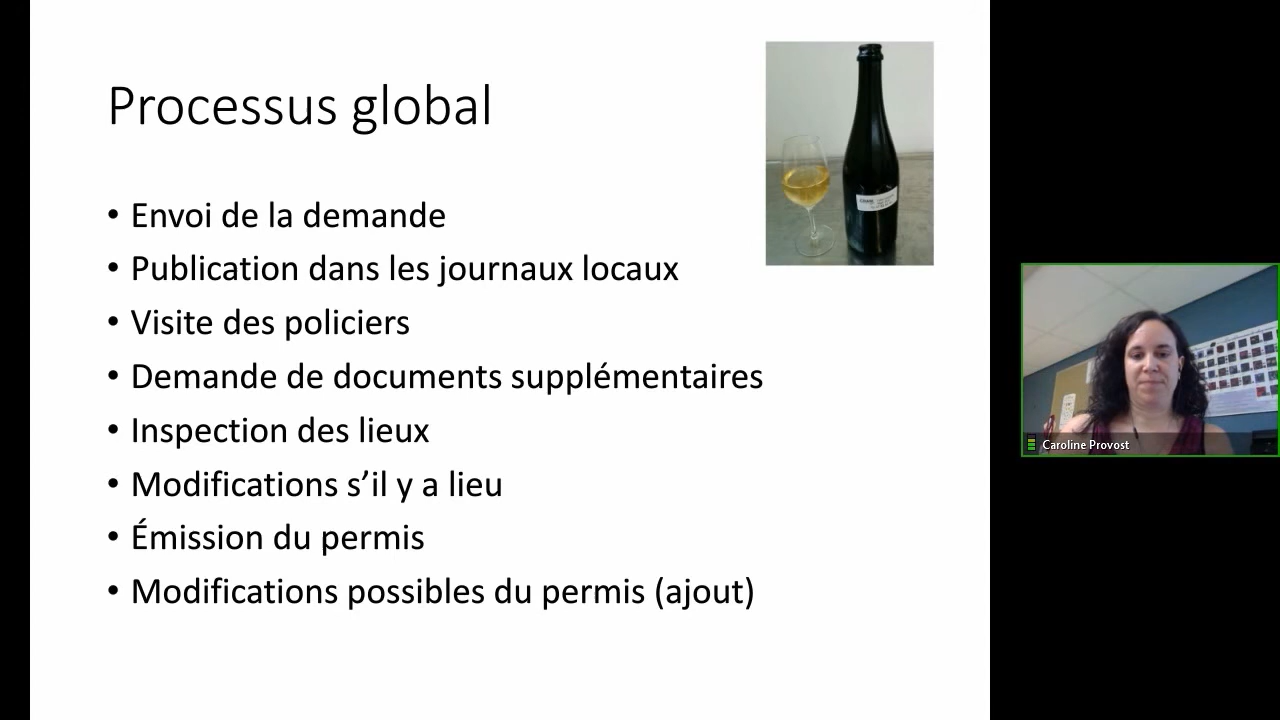 Processus global
• Envoi de la demande
• Publication dans les journaux locaux
• Visite des policiers
• Demande de documents supplémentaires
• Inspection des lieux
• Modifications s’il y a lieu
• Émission du permis
• Modifications possibles du permis (ajout)
Caroline Provost